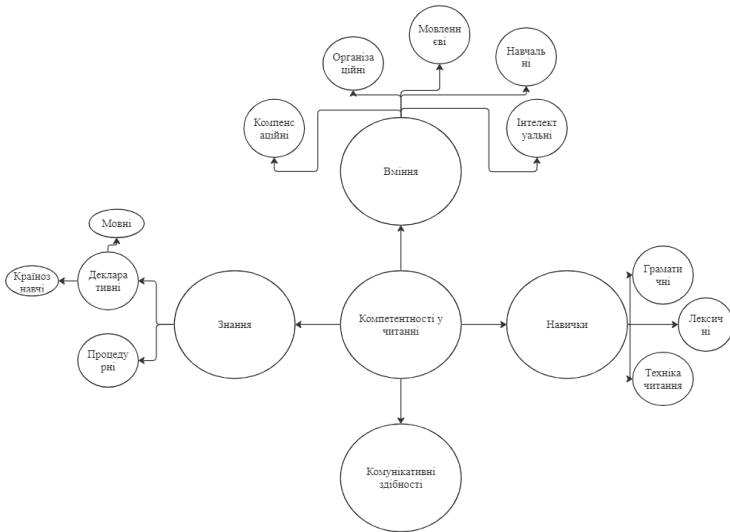 Мовленн
єві
Організа
ційні
Навчаль
ні
Компенс
аційні
Інтелект
уальні
Вміння
Мовні
Країноз
навчі
Деклара
тивні
Процеду
рні
Знання
Компетентності у
читанні
Навички
Грамати
чні
Лексич
ні
Техніка
читання
Комунікативні
здібності